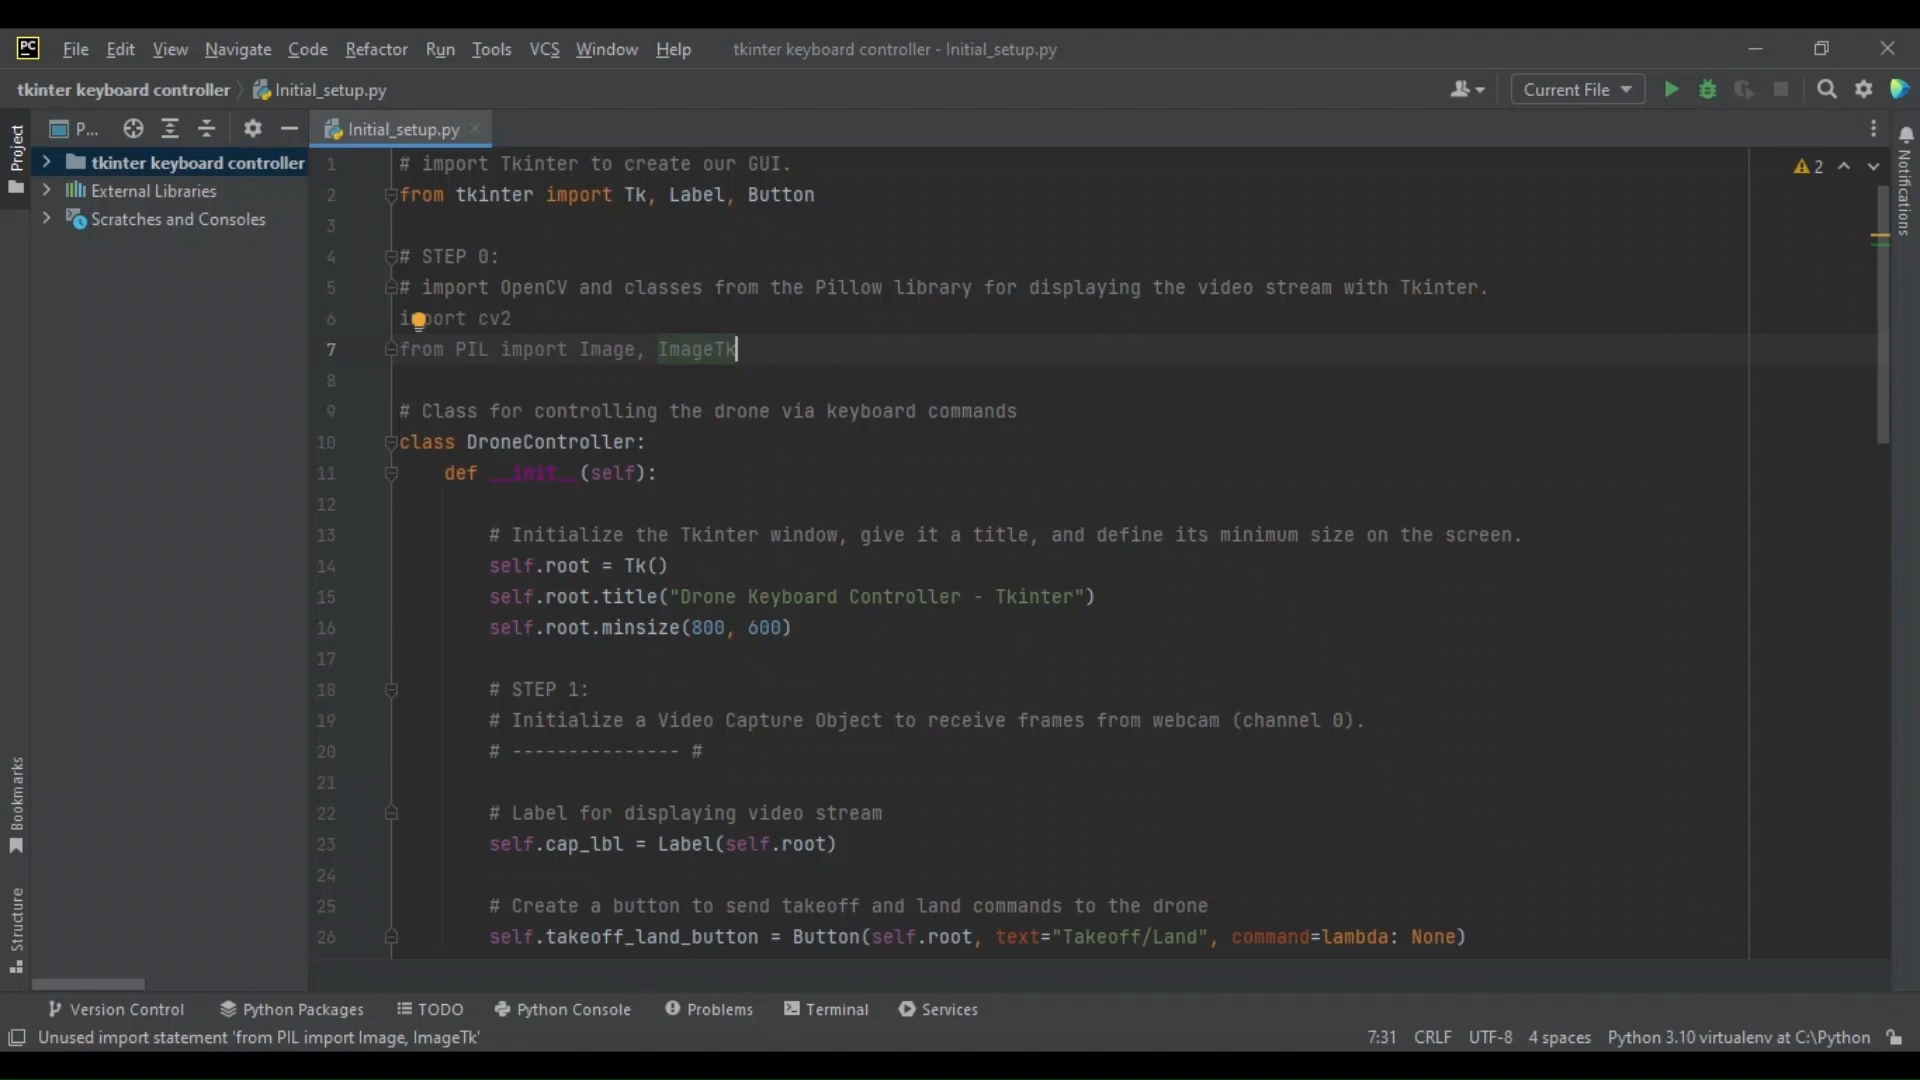 PC File Edit View Navigate Code Refactor Run Tools VCS Window Help tkinter keyboard controller - Initial_setup.py
tkinter keyboard controller Initial_setup.py Current File
Project P... Initial_setup.py
tkinter keyboard controller
External Libraries
Scratches and Consoles
2
Notifications
1 # import Tkinter to create our GUI.
2 from tkinter import Tk, Label, Button
3
4 # STEP 0:
5 # import OpenCV and classes from the Pillow library for displaying the video stream with Tkinter.
6 import cv2
7 from PIL import Image, ImageTk
8
9 # Class for controlling the drone via keyboard commands
10 class DroneController:
11 def __init__(self):
12
13 # Initialize the Tkinter window, give it a title, and define its minimum size on the screen.
14 self.root = Tk()
15 self.root.title("Drone Keyboard Controller - Tkinter")
16 self.root.minsize(800, 600)
17
18 # STEP 1:
19 # Initialize a Video Capture Object to receive frames from webcam (channel 0).
20 # --------------- #
21
22 # Label for displaying video stream
23 self.cap_lbl = Label(self.root)
24
25 # Create a button to send takeoff and land commands to the drone
26 self.takeoff_land_button = Button(self.root, text="Takeoff/Land", command=lambda: None)
Bookmarks
Structure
Version Control Python Packages TODO Python Console Problems Terminal Services
Unused import statement 'from PIL import Image, ImageTk' 7:31 CRLF UTF-8 4 spaces Python 3.10 virtualenv at C:\Python